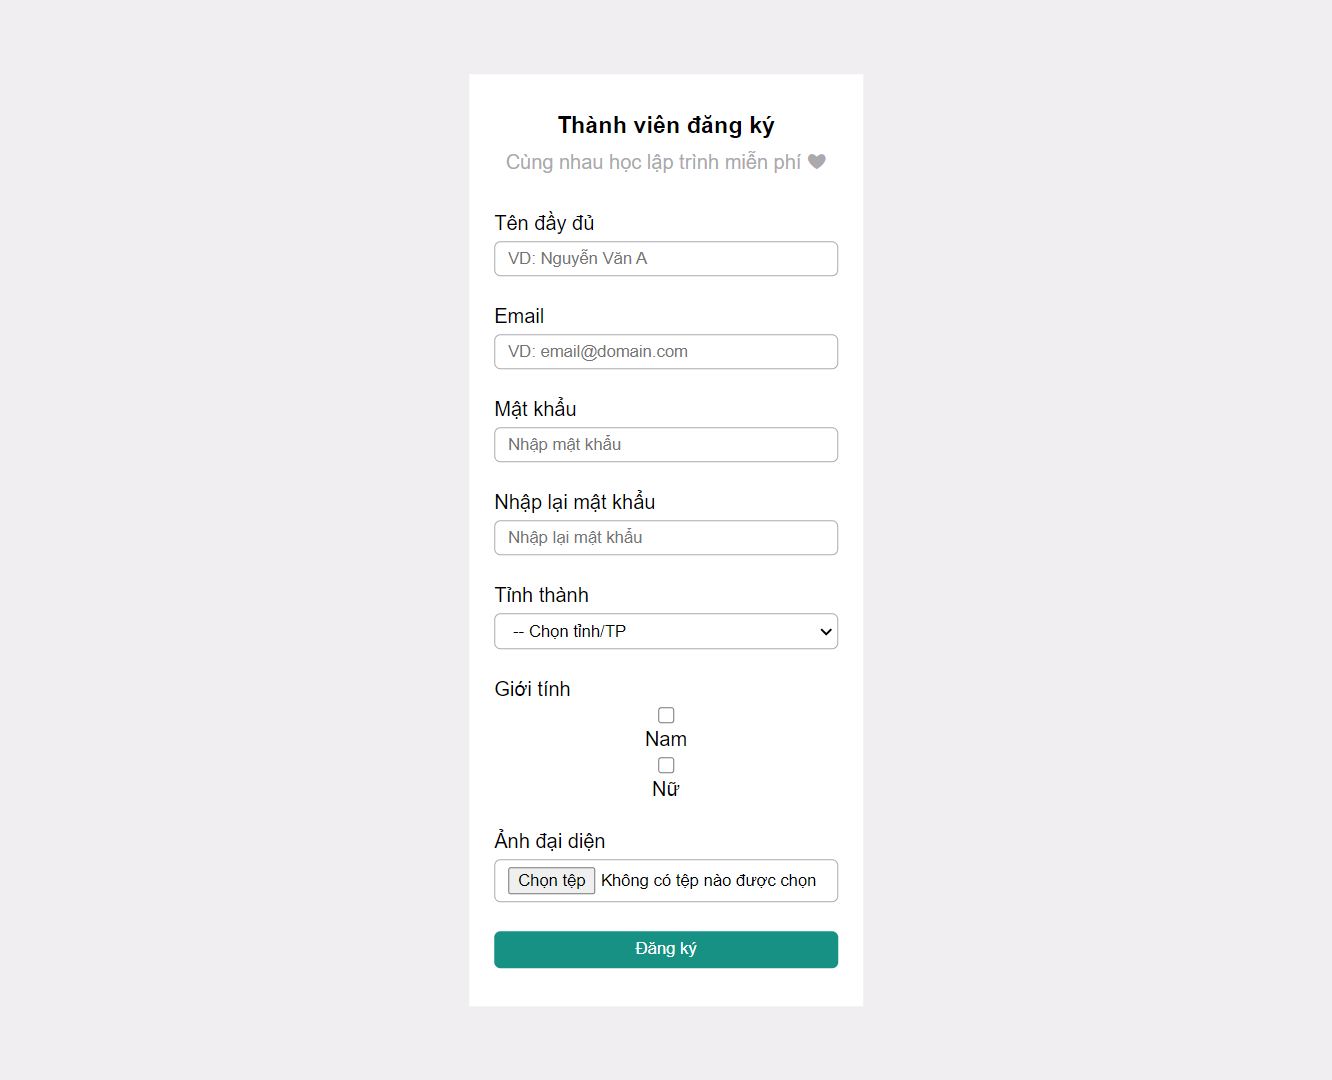 Thành viên đăng ký
Cùng nhau học lập trình miễn phí ❤
Tên đầy đủ
VD: Nguyễn Văn A
Email
VD: email@domain.com
Mật khẩu
Nhập mật khẩu
Nhập lại mật khẩu
Nhập lại mật khẩu
Tỉnh thành
-- Chọn tỉnh/TP
Giới tính
Nam
Nữ
Ảnh đại diện
Chọn tệp Không có tệp nào được chọn
Đăng ký